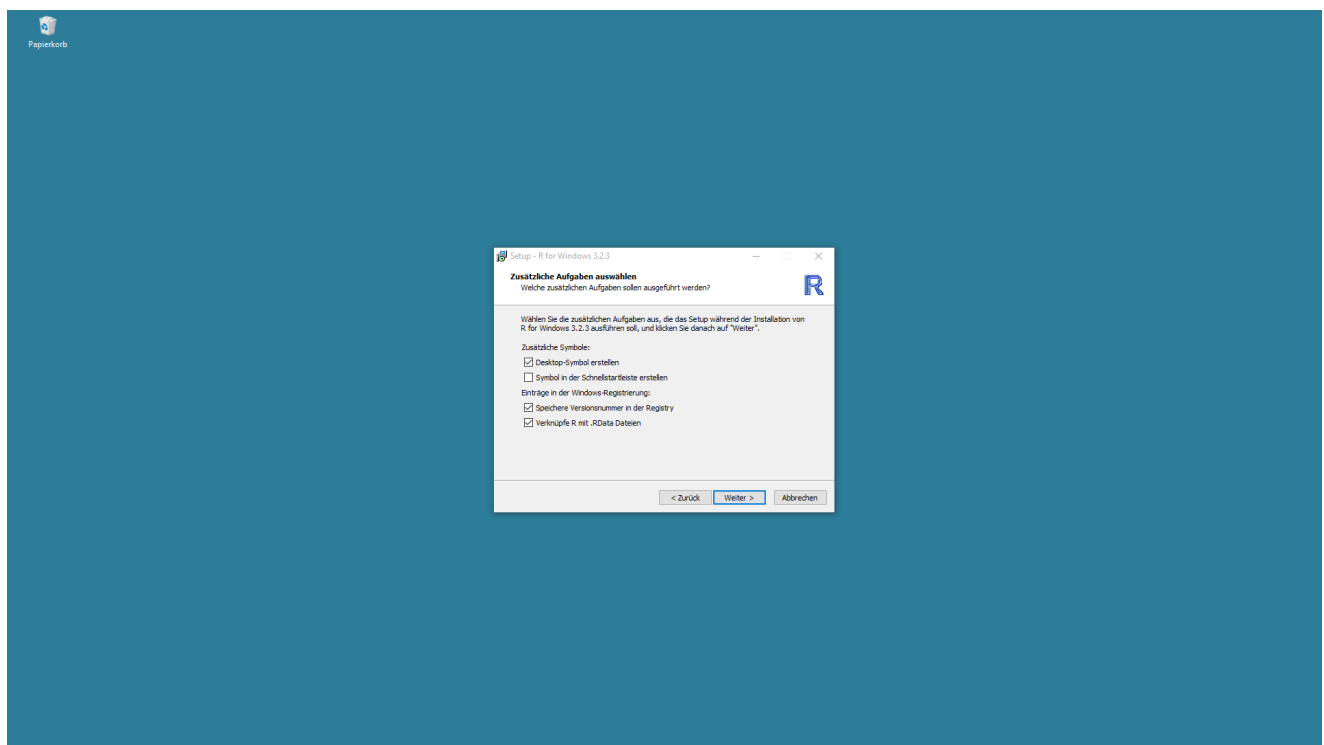 Papierkorb
Setup - R for Windows 3.2.3
Zusätzliche Aufgaben auswählen
Welche zusätzlichen Aufgaben sollen ausgeführt werden?
R
Wählen Sie die zusätzlichen Aufgaben aus, die das Setup während der Installation von
R for Windows 3.2.3 ausführen soll, und klicken Sie danach auf "Weiter".
Zusätzliche Symbole:
Desktop-Symbol erstellen
Symbol in der Schnellstartleiste erstellen
Einträge in der Windows-Registrierung:
Speichere Versionsnummer in der Registry
Verknüpfe R mit .RData Dateien
< Zurück
Weiter >
Abbrechen